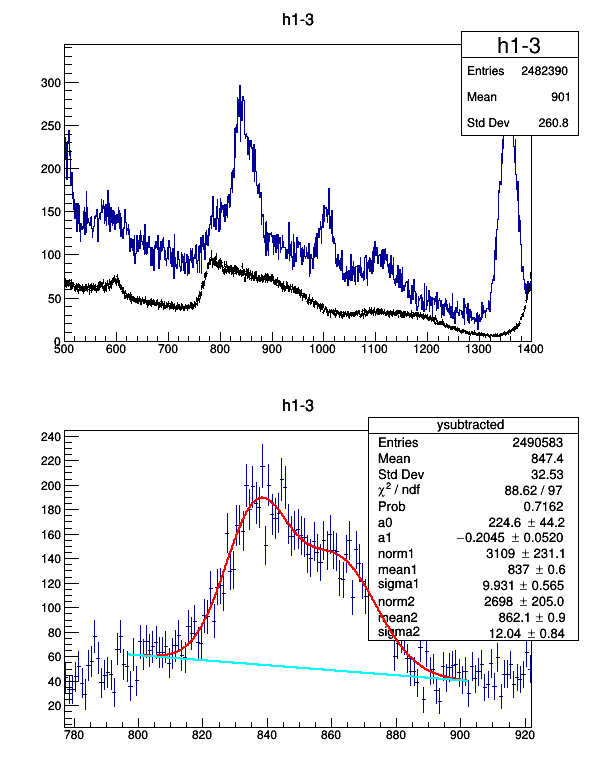 h1-3
h1-3
Entries 2482390
Mean 901
Std Dev 260.8
300
250
200
150
100
50
0
500 600 700 800 900 1000 1100 1200 1300 1400
h1-3
ysubtracted
Entries 2490583
Mean 847.4
Std Dev 32.53
χ² / ndf 88.62 / 97
Prob 0.7162
a0 224.6 ± 44.2
a1 −0.2045 ± 0.0520
norm1 3109 ± 231.1
mean1 837 ± 0.6
sigma1 9.931 ± 0.565
norm2 2698 ± 205.0
mean2 862.1 ± 0.9
sigma2 12.04 ± 0.84
240
220
200
180
160
140
120
100
80
60
40
20
780 800 820 840 860 880 900 920